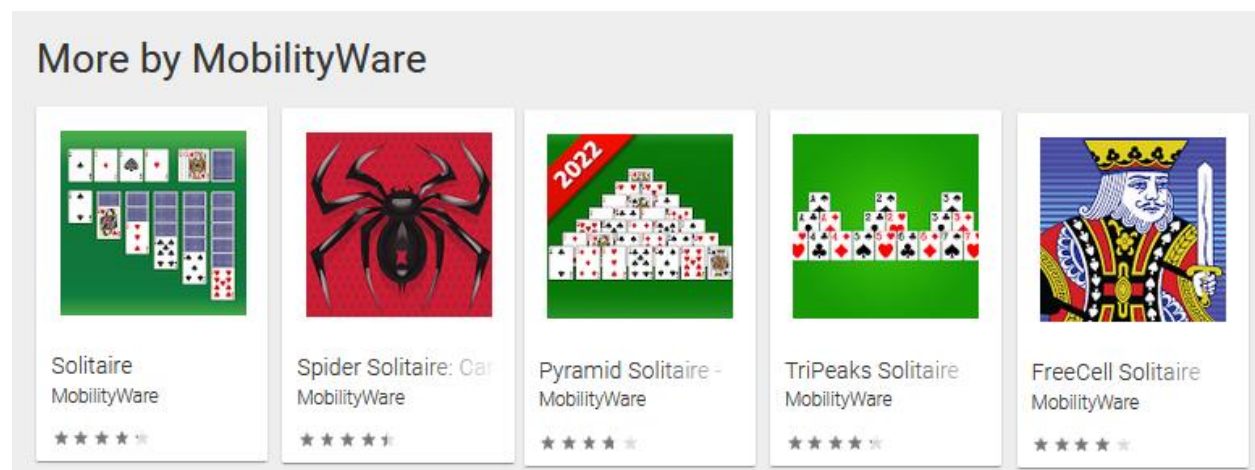 More by MobilityWare
2022
Solitaire
MobilityWare
Spider Solitaire: Car
MobilityWare
Pyramid Solitaire -
MobilityWare
TriPeaks Solitaire
MobilityWare
FreeCell Solitaire
MobilityWare